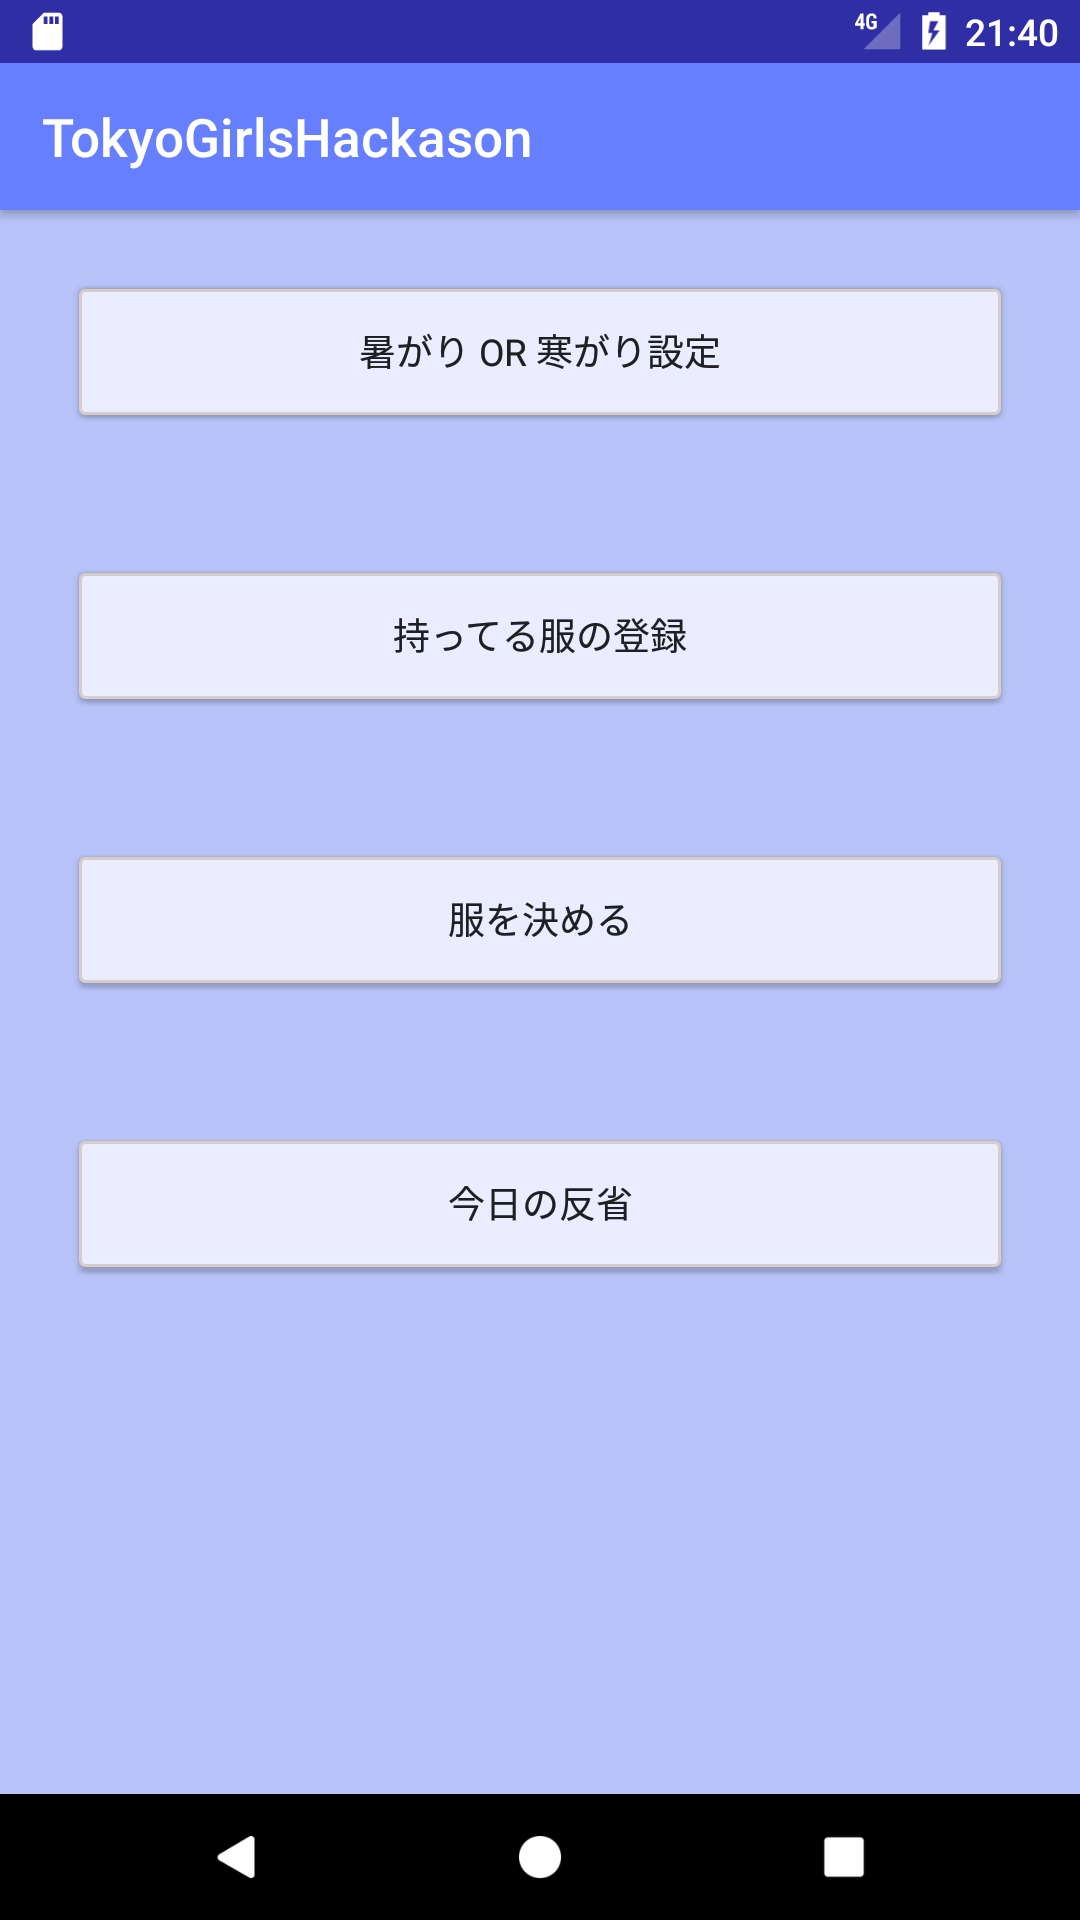 4G 21:40
TokyoGirlsHackason
暑がり OR 寒がり設定
持ってる服の登録
服を決める
今日の反省